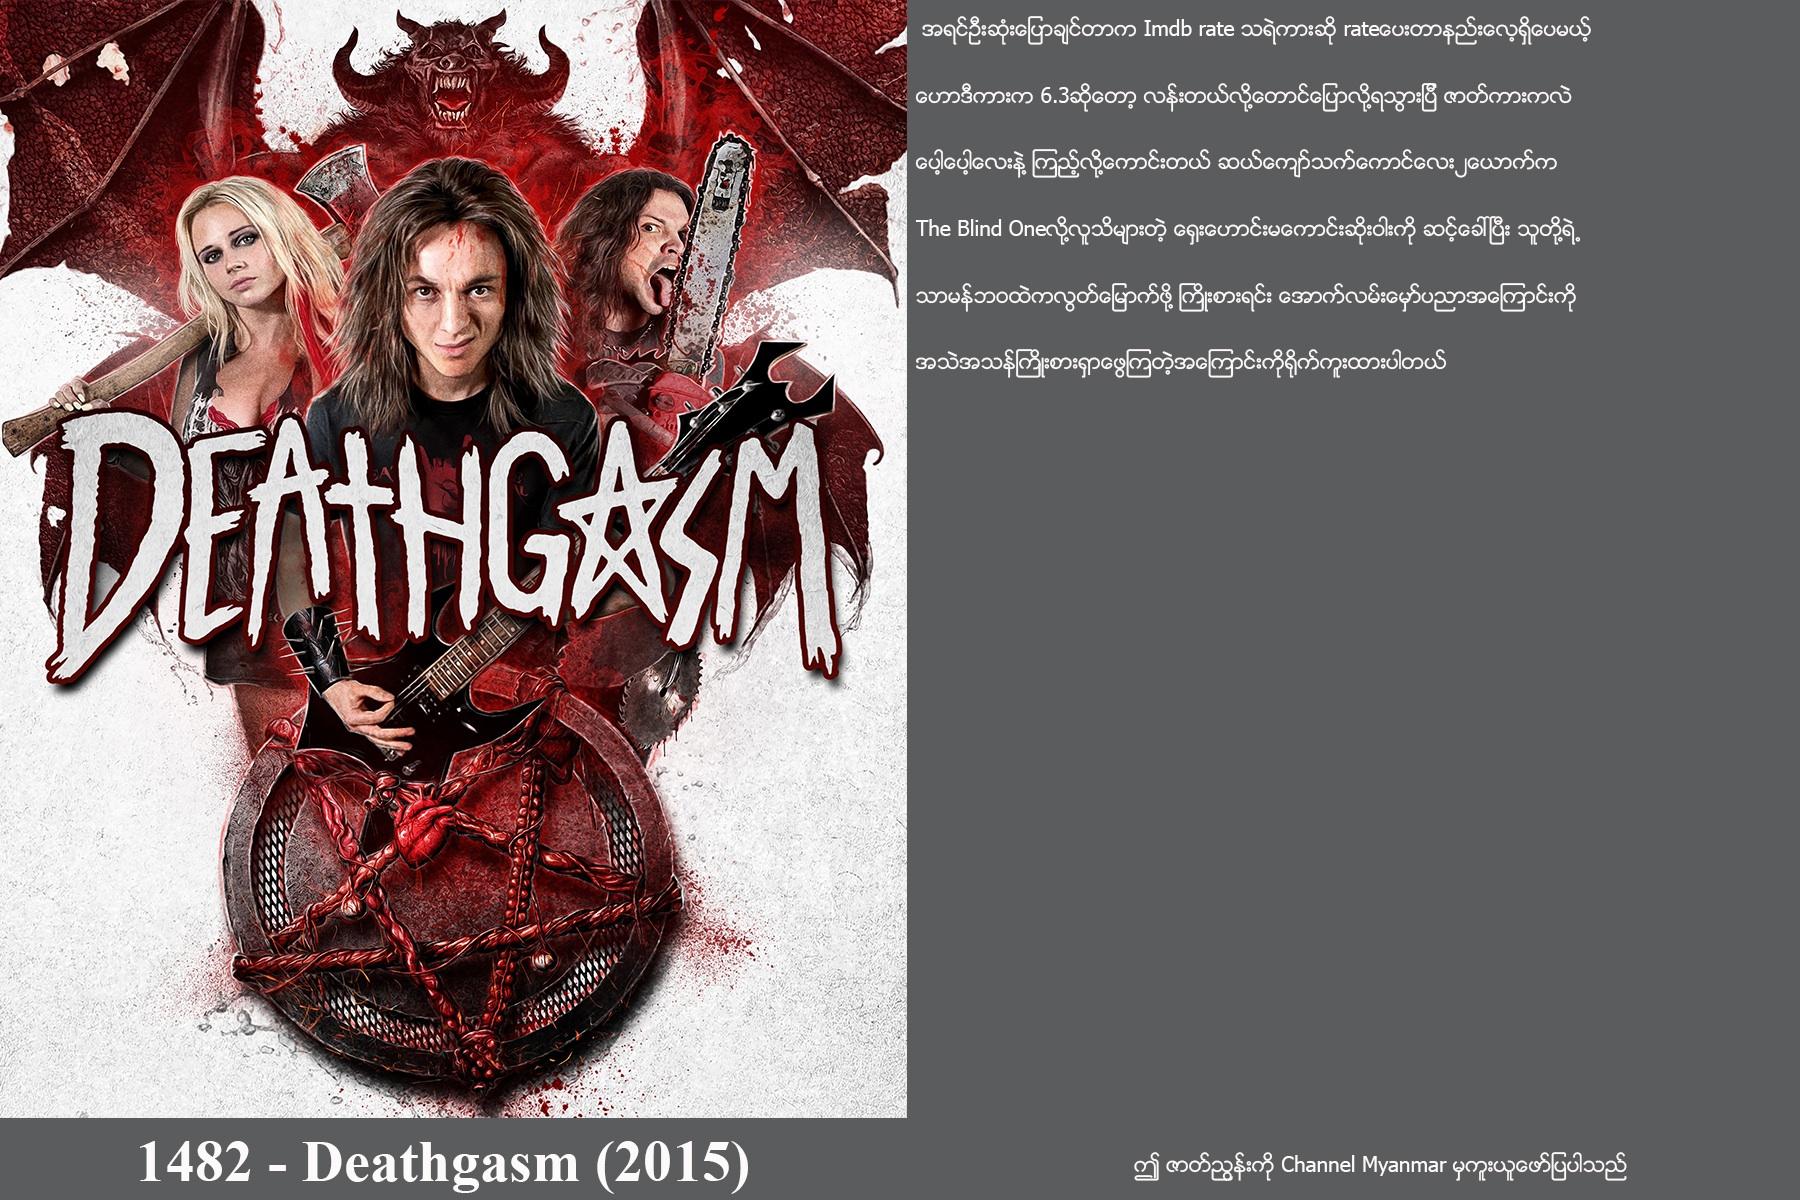 အရင်ဦးဆုံးပြောချင်တာက Imdb rate သရဲကားဆို rateပေးတာနည်းလေ့ရှိပေမယ့်
ဟောဒီကားက 6.3ဆိုတော့ လန်းတယ်လို့တောင်ပြောလို့ရသွားပြီ ဇာတ်ကားကလဲ
ပေါ့ပေါ့လေးနဲ့ ကြည့်လို့ကောင်းတယ် ဆယ်ကျော်သက်ကောင်လေး၂ယောက်က
The Blind Oneလို့လူသိများတဲ့ ရှေးဟောင်းမကောင်းဆိုးဝါးကို ဆင့်ခေါ်ပြီး သူတို့ရဲ့
သာမန်ဘဝထဲကလွတ်မြောက်ဖို့ ကြိုးစားရင်း အောက်လမ်းမှော်ပညာအကြောင်းကို
အသဲအသန်ကြိုးစားရှာဖွေကြတဲ့အကြောင်းကိုရိုက်ကူးထားပါတယ်
DEATHGASM
1482 - Deathgasm (2015)
ဤ ဇာတ်ညွှန်းကို Channel Myanmar မှကူးယူဖော်ပြပါသည်